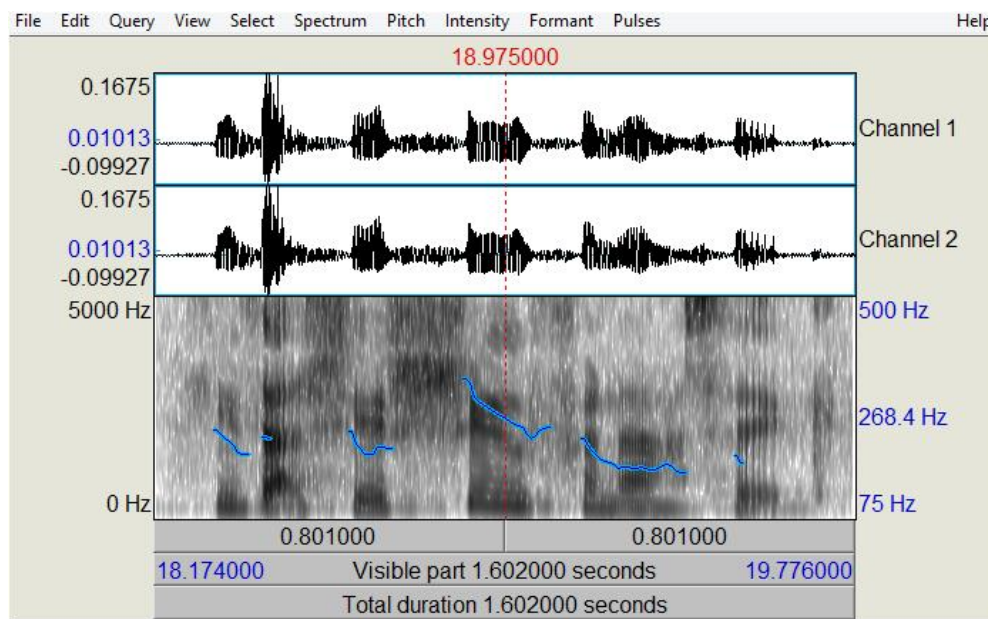 File Edit Query View Select Spectrum Pitch Intensity Formant Pulses Help
18.975000
0.1675
0.01013
-0.09927
Channel 1
0.1675
0.01013
-0.09927
Channel 2
5000 Hz
500 Hz
268.4 Hz
0 Hz
75 Hz
0.801000 0.801000
18.174000 Visible part 1.602000 seconds 19.776000
Total duration 1.602000 seconds